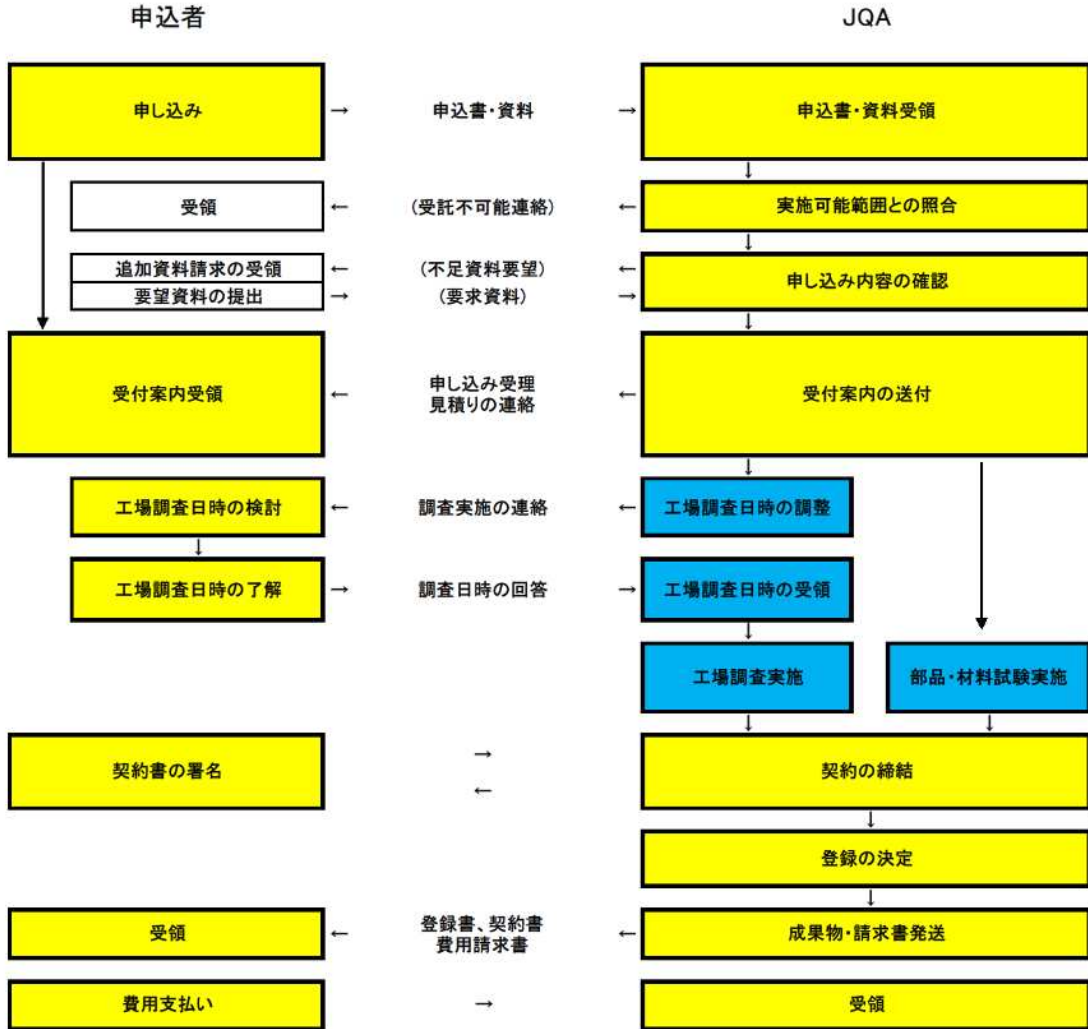 申込者
JQA
申し込み
→
申込書・資料
→
申込書・資料受領
↓
受領
←
(受託不可能連絡)
←
実施可能範囲との照合
↓
追加資料請求の受領
←
(不足資料要望)
←
申し込み内容の確認
要望資料の提出
→
(要求資料)
→
↓
受付案内受領
←
申し込み受理
見積りの連絡
←
受付案内の送付
↓
工場調査日時の検討
←
調査実施の連絡
←
工場調査日時の調整
↓
工場調査日時の了解
→
調査日時の回答
→
工場調査日時の受領
↓
工場調査実施
部品・材料試験実施
↓
↓
契約書の署名
→
←
契約の締結
↓
登録の決定
↓
受領
←
登録書、契約書
費用請求書
←
成果物・請求書発送
費用支払い
→
受領